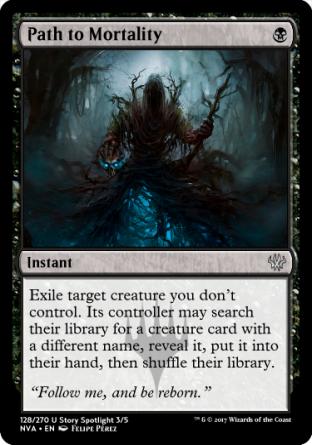 Path to Mortality
Instant
Exile target creature you don't
control. Its controller may search
their library for a creature card with
a different name, reveal it, put it into
their hand, then shuffle their library.
“Follow me, and be reborn.”
128/270 U Story Spotlight 3/5
NVA • EN Felipe Pérez
™ & © 2017 Wizards of the Coast